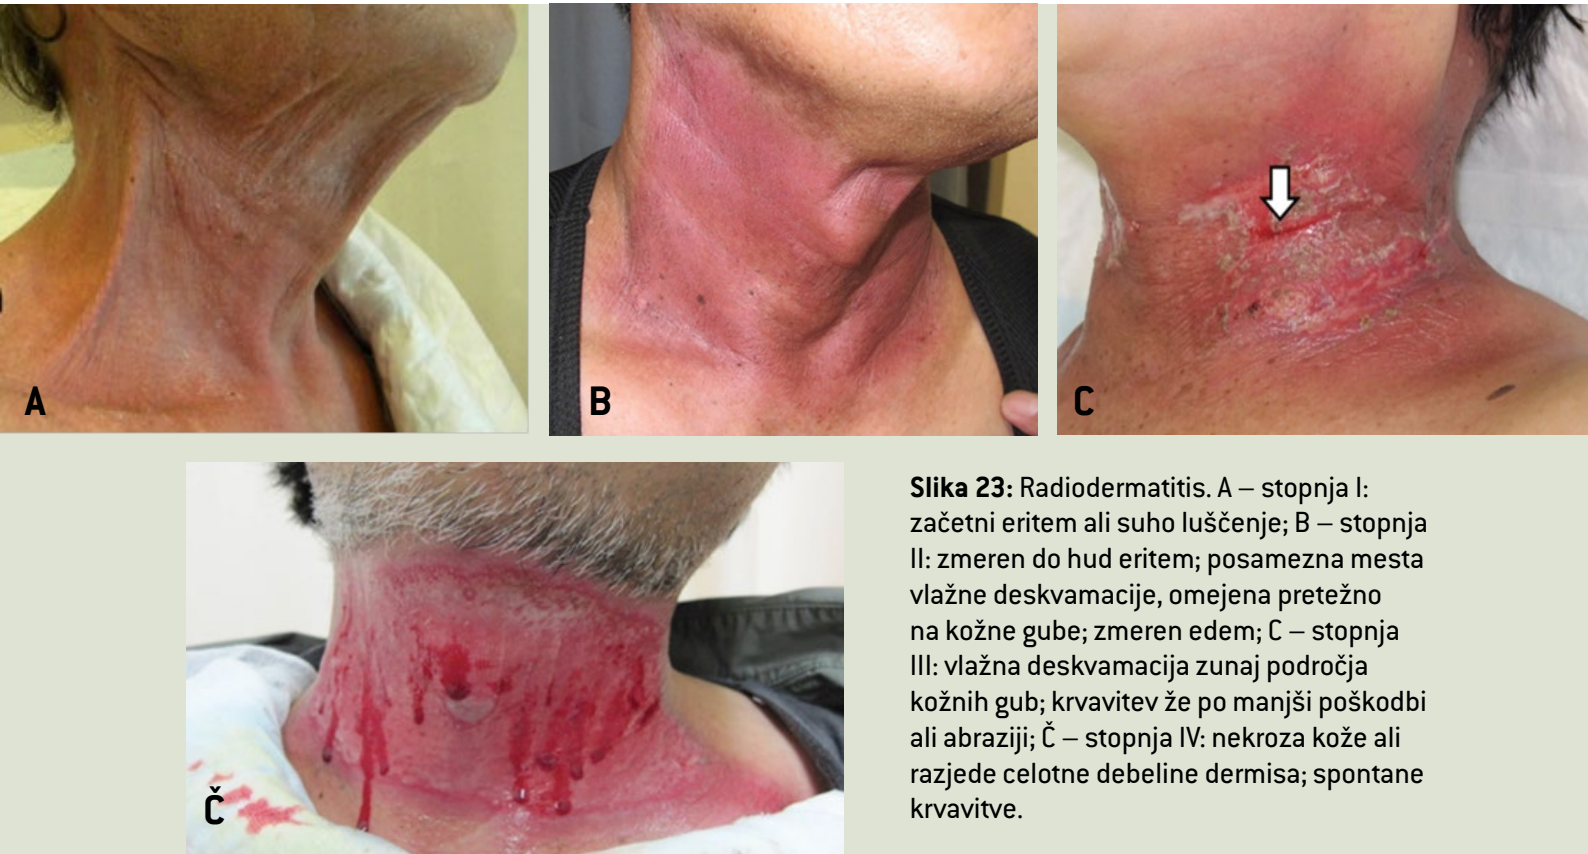 A
B
C
Č
Slika 23: Radiodermatitis. A – stopnja I:
začetni eritem ali suho luščenje; B – stopnja
II: zmeren do hud eritem; posamezna mesta
vlažne deskvamacije, omejena pretežno
na kožne gube; zmeren edem; C – stopnja
III: vlažna deskvamacija zunaj področja
kožnih gub; krvavitev že po manjši poškodbi
ali abraziji; Č – stopnja IV: nekroza kože ali
razjede celotne debeline dermisa; spontane
krvavitve.